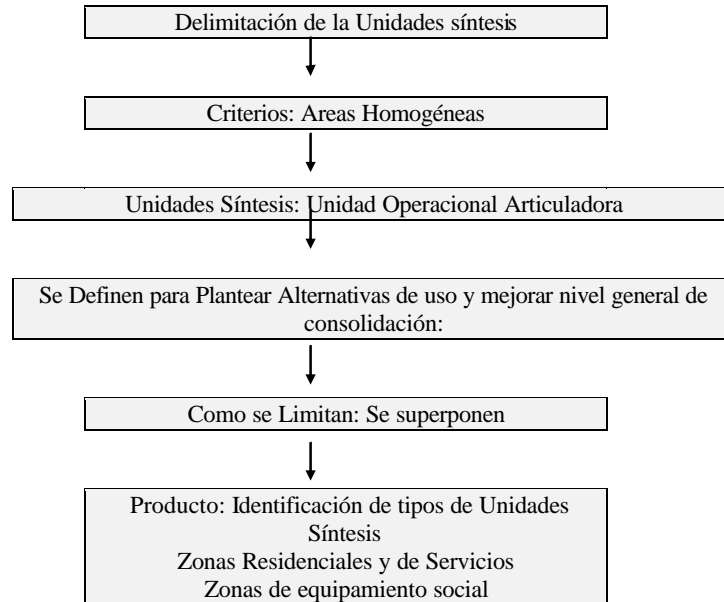 Delimitación de la Unidades síntesis
Criterios: Areas Homogéneas
Unidades Síntesis: Unidad Operacional Articuladora
Se Definen para Plantear Alternativas de uso y mejorar nivel general de
consolidación:
Como se Limitan: Se superponen
Producto: Identificación de tipos de Unidades
Síntesis
Zonas Residenciales y de Servicios
Zonas de equipamiento social